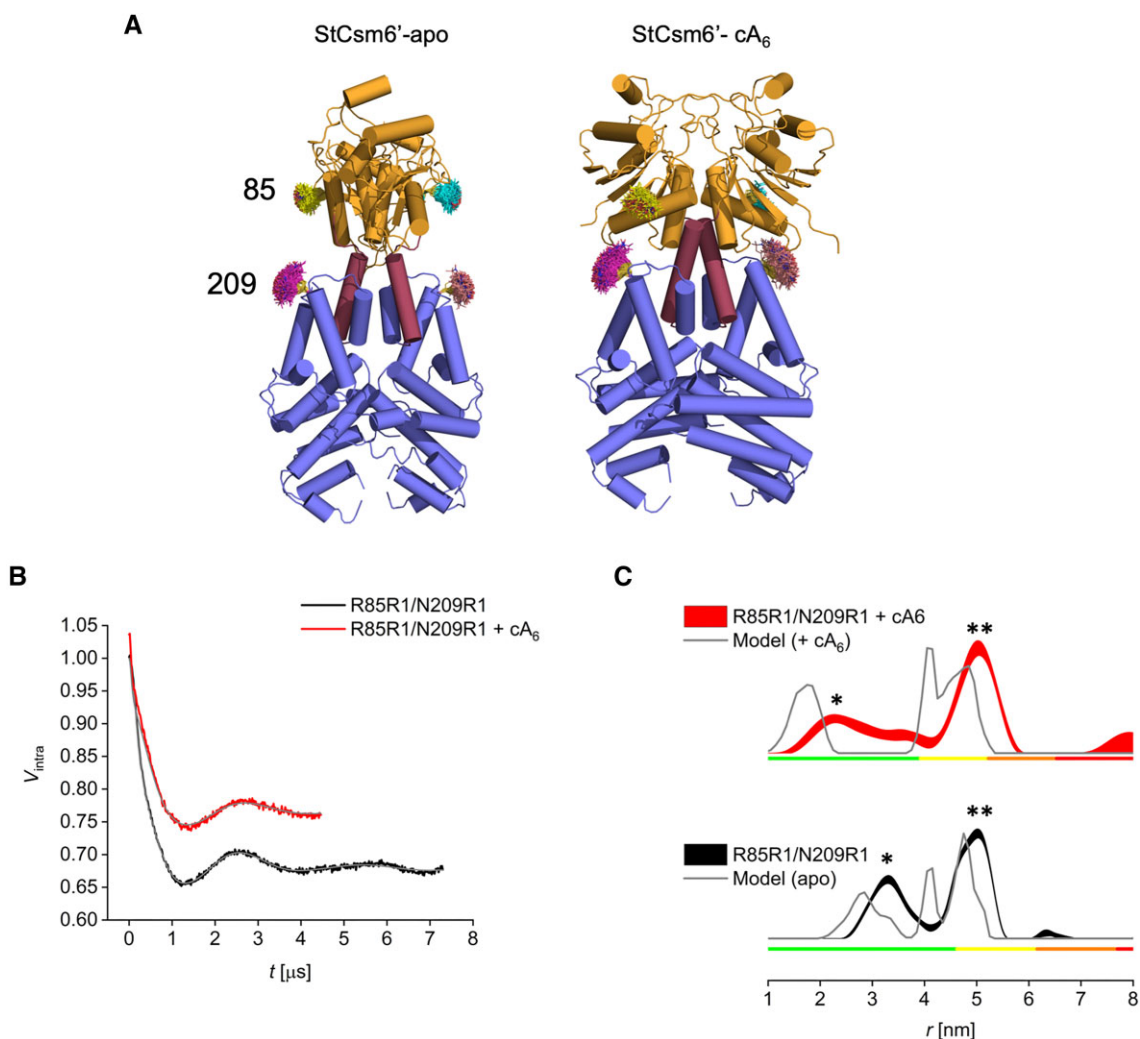 A
StCsm6’-apo
StCsm6’- cA₆
85
209
B
R85R1/N209R1
R85R1/N209R1 + cA₆
1.05
1.00
0.95
0.90
0.85
0.80
0.75
0.70
0.65
0.60
Vintra
0 1 2 3 4 5 6 7 8
t [µs]
C
R85R1/N209R1 + cA6
Model (+ cA₆)
*
**
R85R1/N209R1
Model (apo)
*
**
1 2 3 4 5 6 7 8
r [nm]